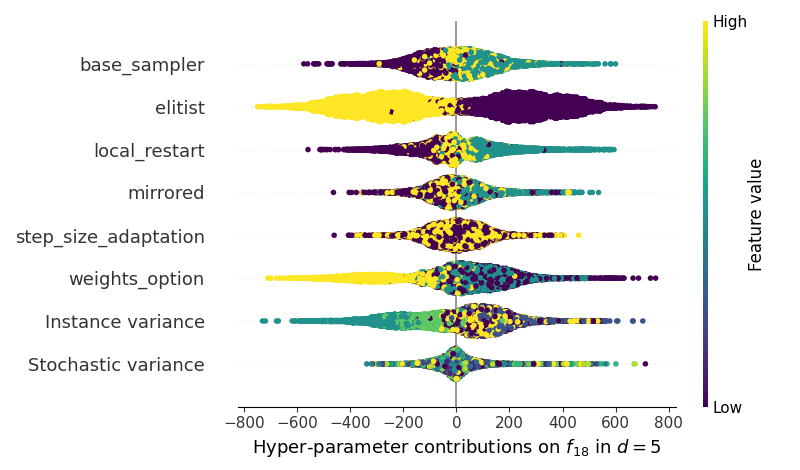 High
base_sampler
elitist
local_restart
mirrored
step_size_adaptation
weights_option
Instance variance
Stochastic variance
Feature value
Low
−800 −600 −400 −200 0 200 400 600 800
Hyper-parameter contributions on f₁₈ in d = 5